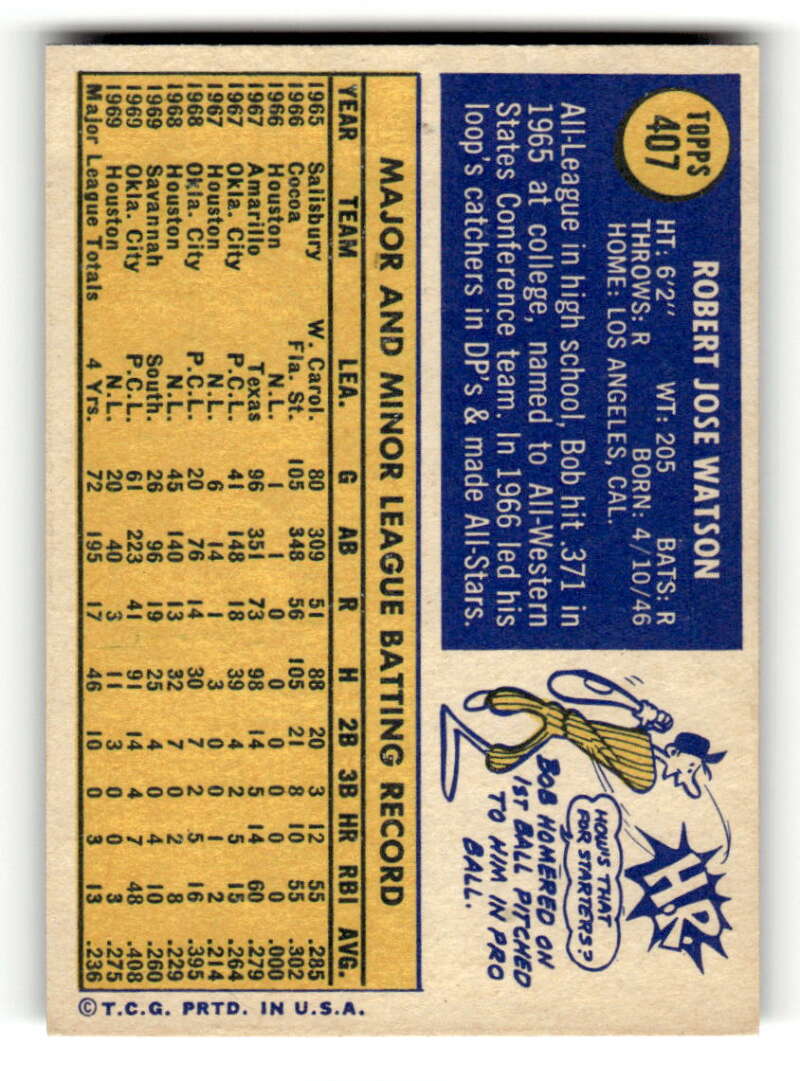 TOPPS
407
ROBERT JOSE WATSON
HT: 6'2" WT: 205 BATS: R
THROWS: R BORN: 4/10/46
HOME: LOS ANGELES, CAL.
All-League in high school, Bob hit .371 in
1965 at college, named to All-Western
States Conference team. In 1966 led his
loop's catchers in DP's & made All-Stars.
H.R.
HOW'S THAT
FOR STARTERS?
BOB HOMERED ON
1ST BALL PITCHED
TO HIM IN PRO
BALL.
MAJOR AND MINOR LEAGUE BATTING RECORD
YEAR TEAM LEA. G AB R H 2B 3B HR RBI AVG.
1965 Salisbury W. Carol. 80 309 51 88 20 3 12 55 .285
1966 Cocoa Fla. St. 105 348 56 105 21 8 10 55 .302
1966 Houston N.L. 1 1 0 0 0 0 0 0 .000
1967 Amarillo Texas 96 351 73 98 14 5 14 60 .279
1967 Okla. City P.C.L. 41 148 18 39 4 2 5 15 .264
1967 Houston N.L. 6 14 1 3 0 0 1 2 .214
1968 Okla. City P.C.L. 20 76 14 30 7 2 5 16 .395
1968 Houston N.L. 45 140 13 32 7 0 2 8 .229
1969 Savannah South. 26 96 19 25 4 0 4 10 .260
1969 Okla. City P.C.L. 61 223 41 91 14 4 7 48 .408
1969 Houston N.L. 20 40 3 11 3 0 0 3 .275
Major League Totals 4 Yrs. 72 195 17 46 10 0 3 13 .236
© T.C.G. PRTD. IN U.S.A.